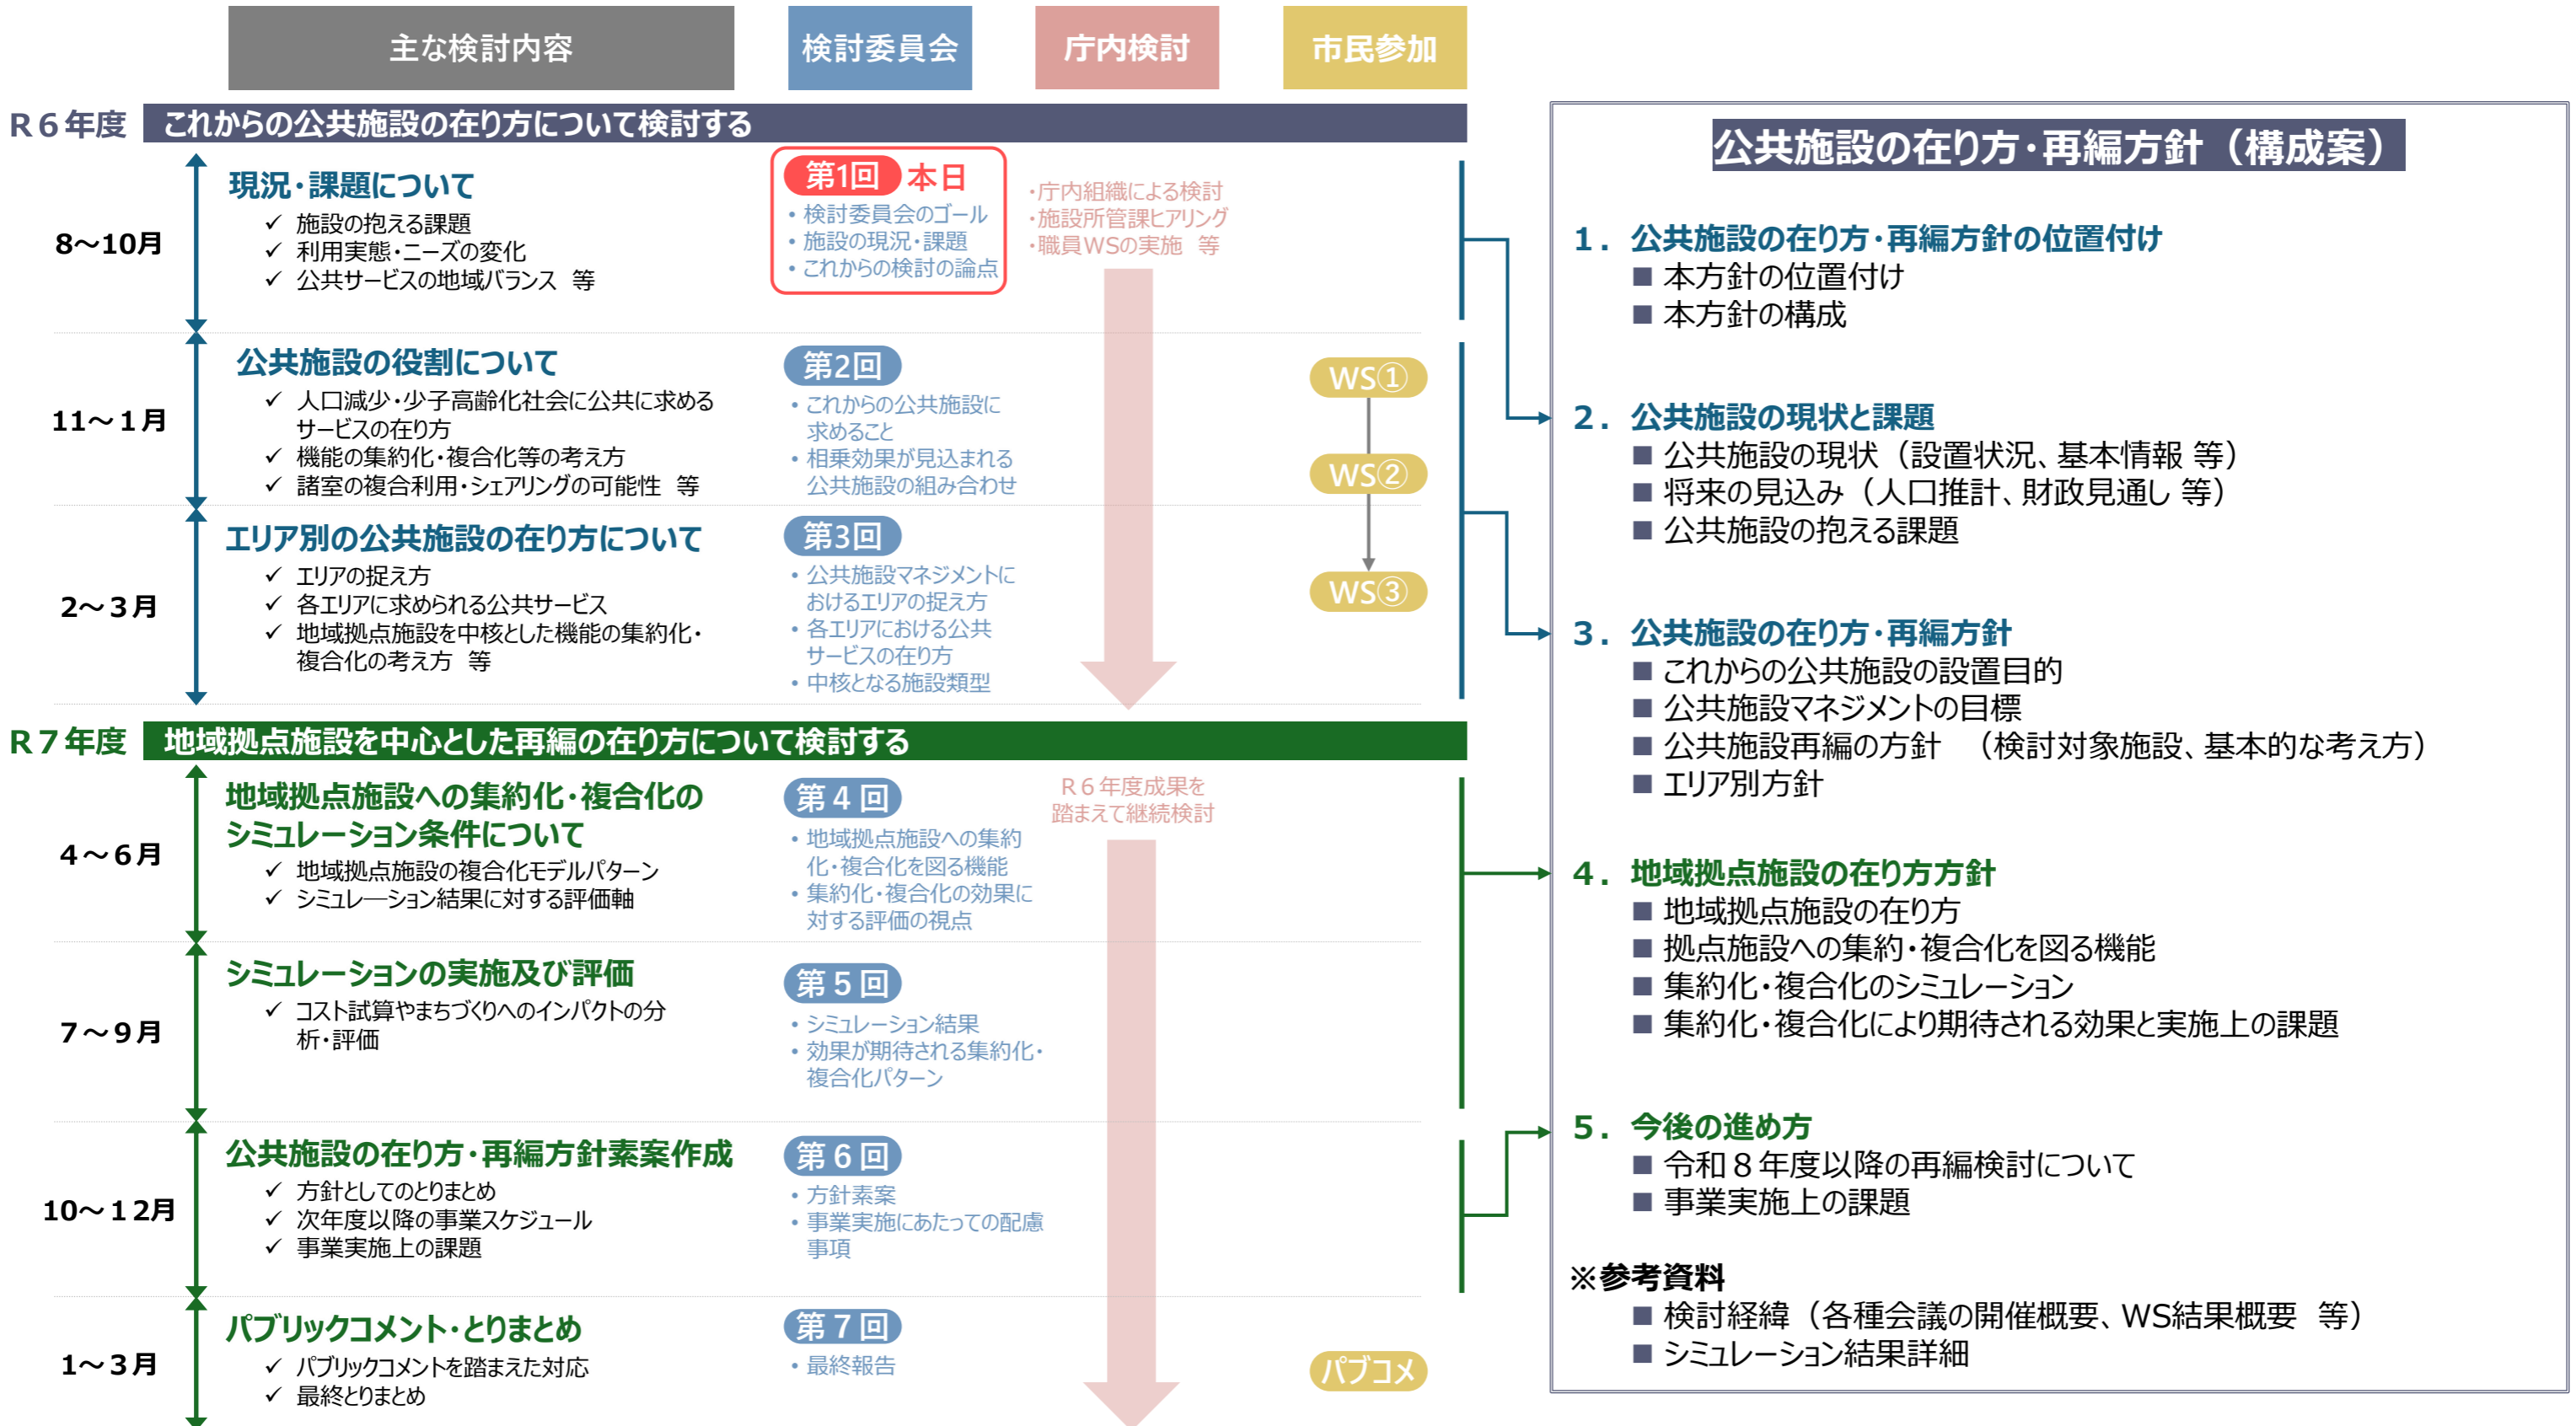 主な検討内容
検討委員会
庁内検討
市民参加
R６年度
これからの公共施設の在り方について検討する
8～10月
現況・課題について
✓ 施設の抱える課題
✓ 利用実態・ニーズの変化
✓ 公共サービスの地域バランス 等
第1回 本日
・検討委員会のゴール
・施設の現況・課題
・これからの検討の論点
・庁内組織による検討
・施設所管課ヒアリング
・職員WSの実施 等
11～１月
公共施設の役割について
✓ 人口減少・少子高齢化社会に公共に求める
サービスの在り方
✓ 機能の集約化・複合化等の考え方
✓ 諸室の複合利用・シェアリングの可能性 等
第2回
・これからの公共施設に
求めること
・相乗効果が見込まれる
公共施設の組み合わせ
WS①
WS②
2～３月
エリア別の公共施設の在り方について
✓ エリアの捉え方
✓ 各エリアに求められる公共サービス
✓ 地域拠点施設を中核とした機能の集約化・
複合化の考え方 等
第3回
・公共施設マネジメントに
おけるエリアの捉え方
・各エリアにおける公共
サービスの在り方
・中核となる施設類型
WS③
R７年度
地域拠点施設を中心とした再編の在り方について検討する
４～６月
地域拠点施設への集約化・複合化の
シミュレーション条件について
✓ 地域拠点施設の複合化モデルパターン
✓ シミュレ―ション結果に対する評価軸
第４回
・地域拠点施設への集約
化・複合化を図る機能
・集約化・複合化の効果に
対する評価の視点
R６年度成果を
踏まえて継続検討
７～９月
シミュレーションの実施及び評価
✓ コスト試算やまちづくりへのインパクトの分
析・評価
第５回
・シミュレーション結果
・効果が期待される集約化・
複合化パターン
10～１2月
公共施設の在り方・再編方針素案作成
✓ 方針としてのとりまとめ
✓ 次年度以降の事業スケジュール
✓ 事業実施上の課題
第６回
・方針素案
・事業実施にあたっての配慮
事項
1～３月
パブリックコメント・とりまとめ
✓ パブリックコメントを踏まえた対応
✓ 最終とりまとめ
第７回
・最終報告
パブコメ
公共施設の在り方・再編方針（構成案）
１．公共施設の在り方・再編方針の位置付け
■ 本方針の位置付け
■ 本方針の構成
２．公共施設の現状と課題
■ 公共施設の現状（設置状況、基本情報 等）
■ 将来の見込み（人口推計、財政見通し 等）
■ 公共施設の抱える課題
３．公共施設の在り方・再編方針
■ これからの公共施設の設置目的
■ 公共施設マネジメントの目標
■ 公共施設再編の方針 （検討対象施設、基本的な考え方）
■ エリア別方針
４．地域拠点施設の在り方方針
■ 地域拠点施設の在り方
■ 拠点施設への集約・複合化を図る機能
■ 集約化・複合化のシミュレーション
■ 集約化・複合化により期待される効果と実施上の課題
５．今後の進め方
■ 令和８年度以降の再編検討について
■ 事業実施上の課題
※参考資料
■ 検討経緯（各種会議の開催概要、WS結果概要 等）
■ シミュレーション結果詳細